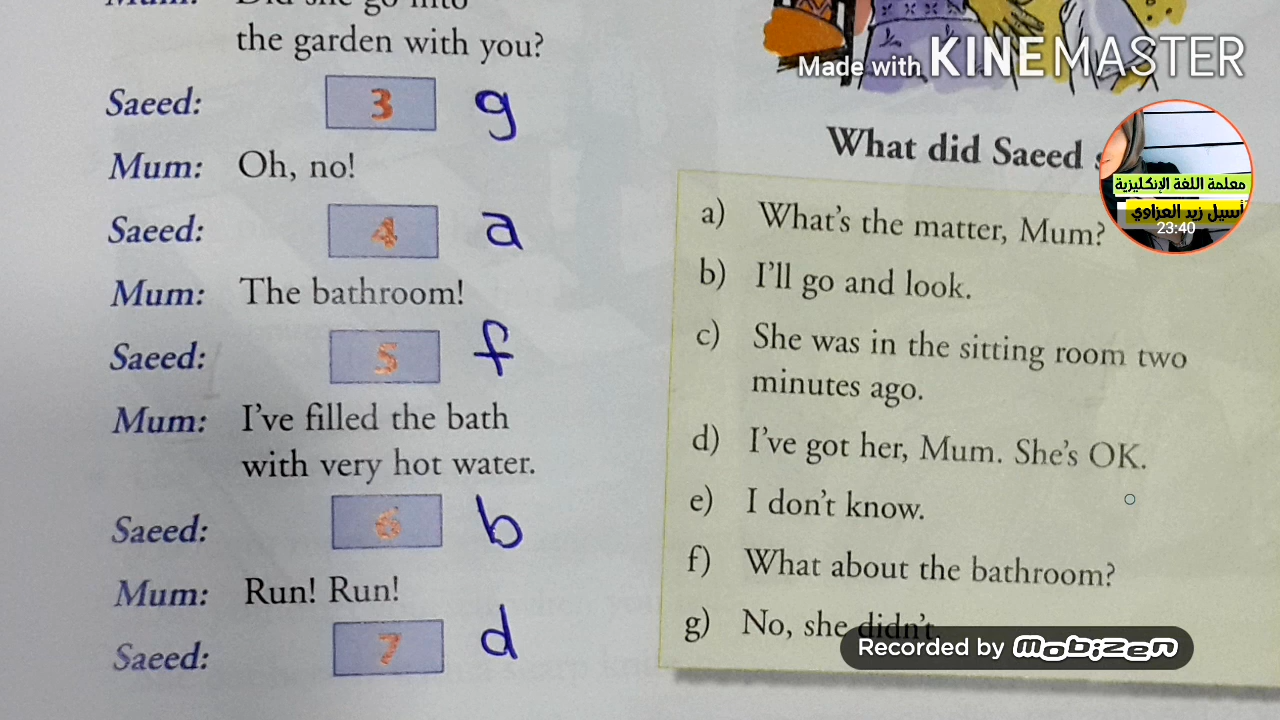 the garden with you?
Saeed: 3 g
Mum: Oh, no!
Saeed: 4 a
Mum: The bathroom!
Saeed: 5 f
Mum: I've filled the bath
with very hot water.
Saeed: 6 b
Mum: Run! Run!
Saeed: 7 d
Made with KINEMASTER
What did Saeed
معلمة اللغة الإنكليزية
أسيل زيد العزاوي
23:40
a) What's the matter, Mum?
b) I'll go and look.
c) She was in the sitting room two
minutes ago.
d) I've got her, Mum. She's OK.
e) I don't know.
f) What about the bathroom?
g) No, she didn't.
Recorded by mobizen